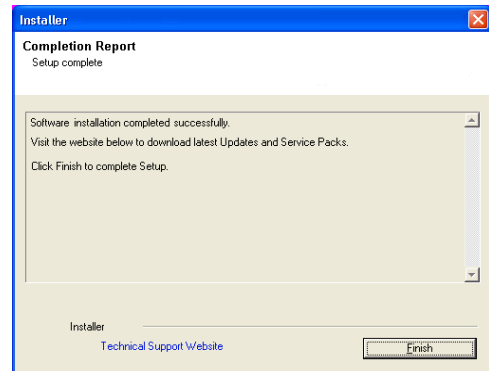 Installer
Completion Report
Setup complete
Software installation completed successfully.
Visit the website below to download latest Updates and Service Packs.
Click Finish to complete Setup.
Installer
Technical Support Website
Finish